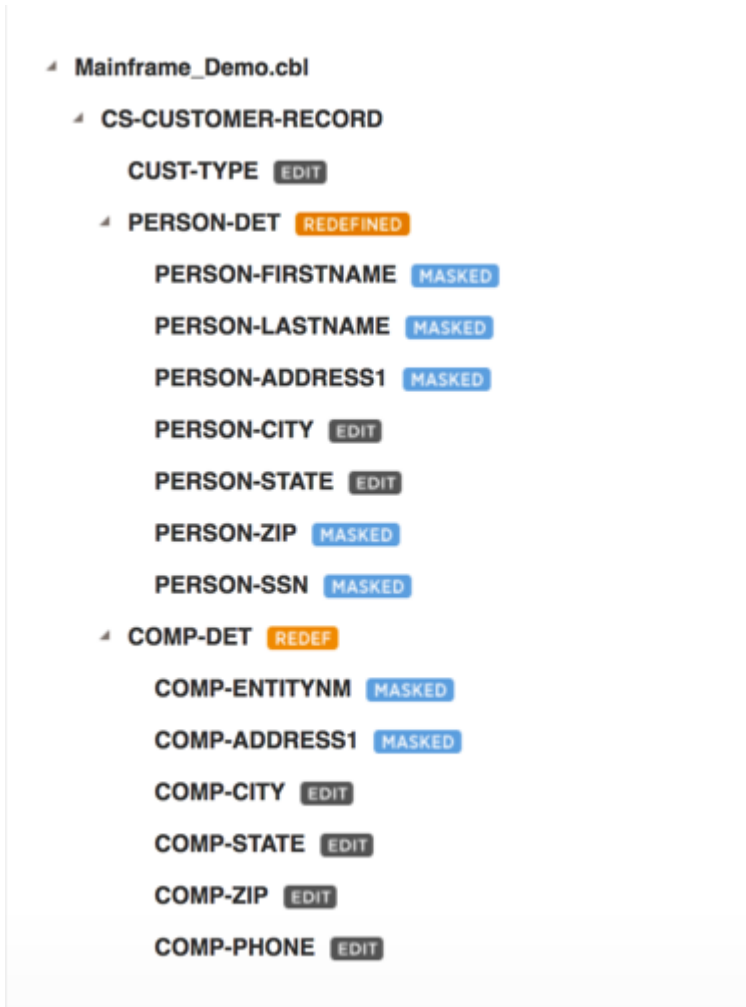 Mainframe_Demo.cbl
CS-CUSTOMER-RECORD
CUST-TYPE EDIT
PERSON-DET REDEFINED
PERSON-FIRSTNAME MASKED
PERSON-LASTNAME MASKED
PERSON-ADDRESS1 MASKED
PERSON-CITY EDIT
PERSON-STATE EDIT
PERSON-ZIP MASKED
PERSON-SSN MASKED
COMP-DET REDEF
COMP-ENTITYNM MASKED
COMP-ADDRESS1 MASKED
COMP-CITY EDIT
COMP-STATE EDIT
COMP-ZIP EDIT
COMP-PHONE EDIT